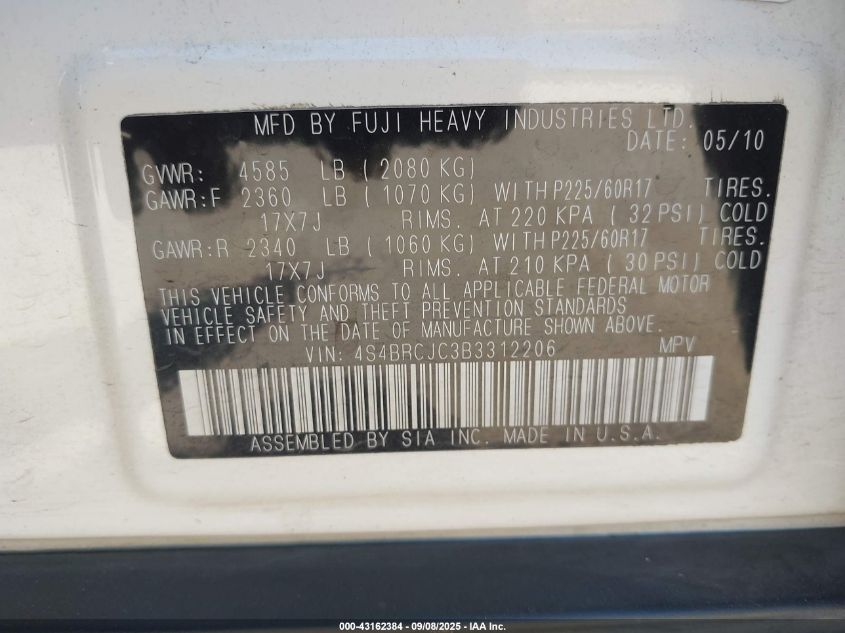 MFD BY FUJI HEAVY INDUSTRIES LTD.
DATE: 05/10
GVWR: 4585 LB ( 2080 KG)
GAWR:F 2360 LB ( 1070 KG) WITH P225/60R17 TIRES.
17X7J RIMS. AT 220 KPA ( 32 PSI) COLD
GAWR:R 2340 LB ( 1060 KG) WITH P225/60R17 TIRES.
17X7J RIMS. AT 210 KPA ( 30 PSI) COLD
THIS VEHICLE CONFORMS TO ALL APPLICABLE FEDERAL MOTOR
VEHICLE SAFETY AND THEFT PREVENTION STANDARDS
IN EFFECT ON THE DATE OF MANUFACTURE SHOWN ABOVE.
VIN: 4S4BRCJC3B3312206 MPV
ASSEMBLED BY SIA INC. MADE IN U.S.A.
000-43162384 - 09/08/2025 - IAA Inc.